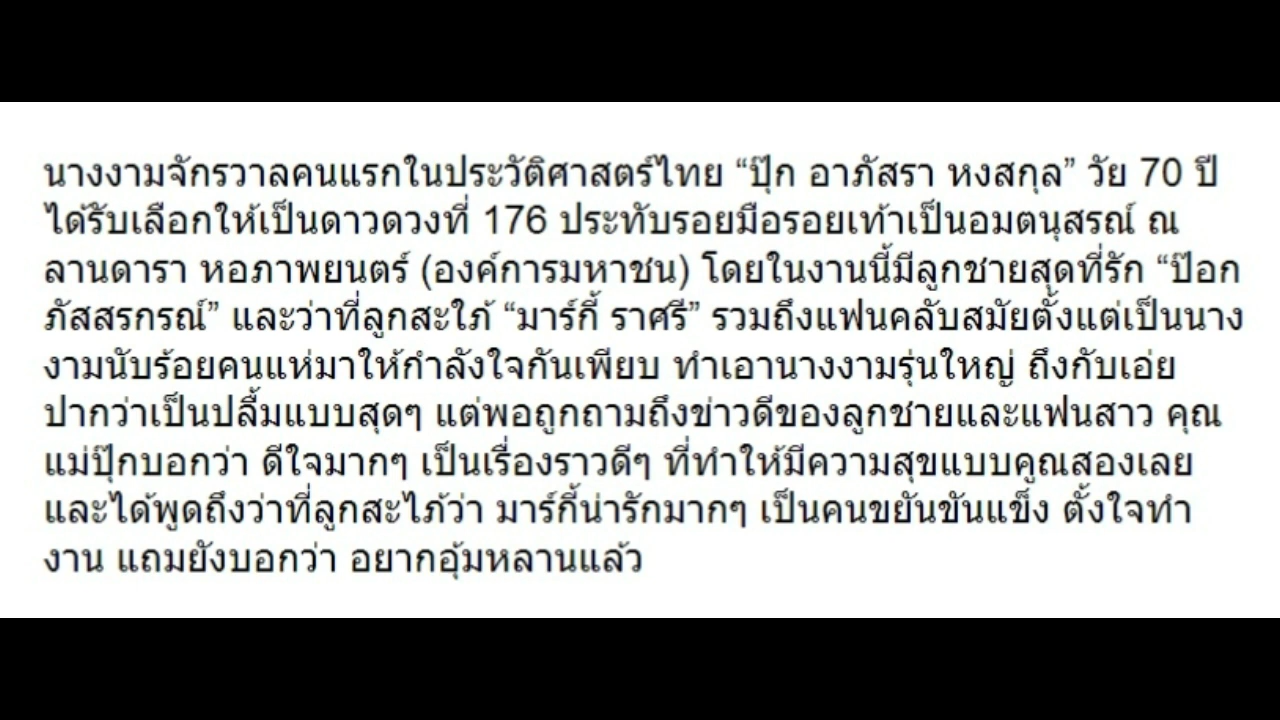 นางงามจักรวาลคนแรกในประวัติศาสตร์ไทย “ปุ๊ก อาภัสรา หงสกุล” วัย 70 ปี
ได้รับเลือกให้เป็นดาวดวงที่ 176 ประทับรอยมือรอยเท้าเป็นอมตนุสรณ์ ณ
ลานดารา หอภาพยนตร์ (องค์การมหาชน) โดยในงานนี้มีลูกชายสุดที่รัก “ป๊อก
ภัสสรกรณ์” และว่าที่ลูกสะใภ้ “มาร์กี้ ราศรี” รวมถึงแฟนคลับสมัยตั้งแต่เป็นนาง
งามนับร้อยคนแห่มาให้กำลังใจกันเพียบ ทำเอานางงามรุ่นใหญ่ ถึงกับเอ่ย
ปากว่าเป็นปลื้มแบบสุดๆ แต่พอถูกถามถึงข่าวดีของลูกชายและแฟนสาว คุณ
แม่ปุ๊กบอกว่า ดีใจมากๆ เป็นเรื่องราวดีๆ ที่ทำให้มีความสุขแบบคูณสองเลย
และได้พูดถึงว่าที่ลูกสะไภ้ว่า มาร์กี้น่ารักมากๆ เป็นคนขยันขันแข็ง ตั้งใจทำ
งาน แถมยังบอกว่า อยากอุ้มหลานแล้ว